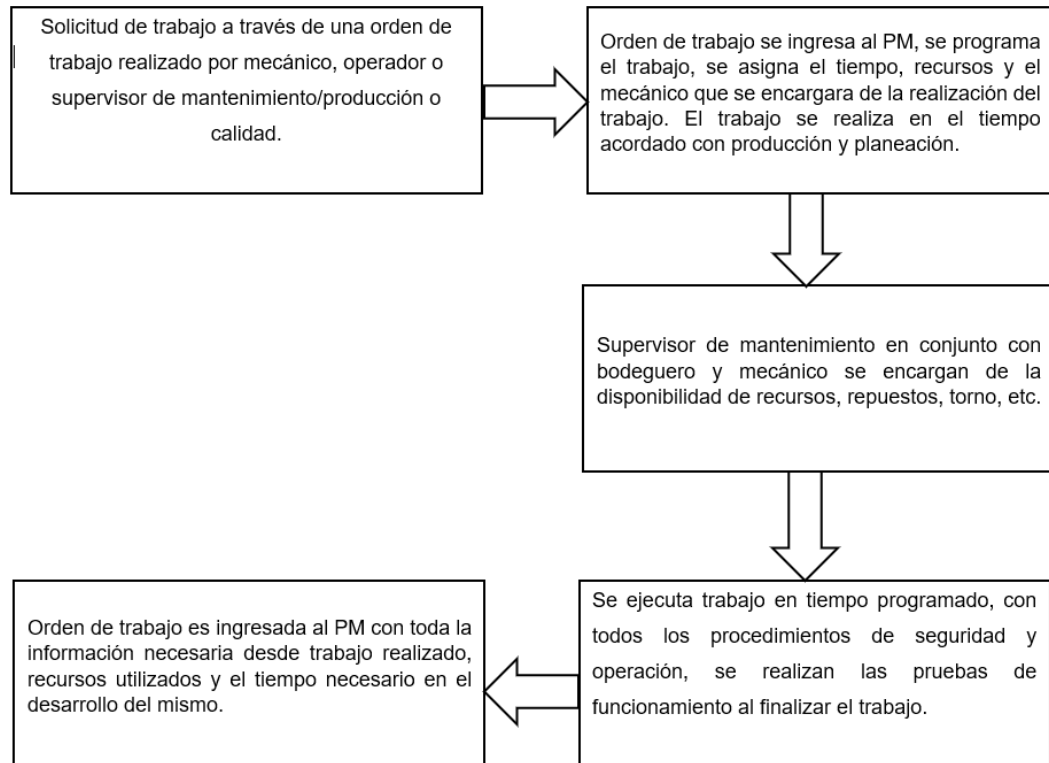 Solicitud de trabajo a través de una orden de
trabajo realizado por mecánico, operador o
supervisor de mantenimiento/producción o
calidad.
Orden de trabajo se ingresa al PM, se programa
el trabajo, se asigna el tiempo, recursos y el
mecánico que se encargara de la realización del
trabajo. El trabajo se realiza en el tiempo
acordado con producción y planeación.
Supervisor de mantenimiento en conjunto con
bodeguero y mecánico se encargan de la
disponibilidad de recursos, repuestos, torno, etc.
Se ejecuta trabajo en tiempo programado, con
todos los procedimientos de seguridad y
operación, se realizan las pruebas de
funcionamiento al finalizar el trabajo.
Orden de trabajo es ingresada al PM con toda la
información necesaria desde trabajo realizado,
recursos utilizados y el tiempo necesario en el
desarrollo del mismo.